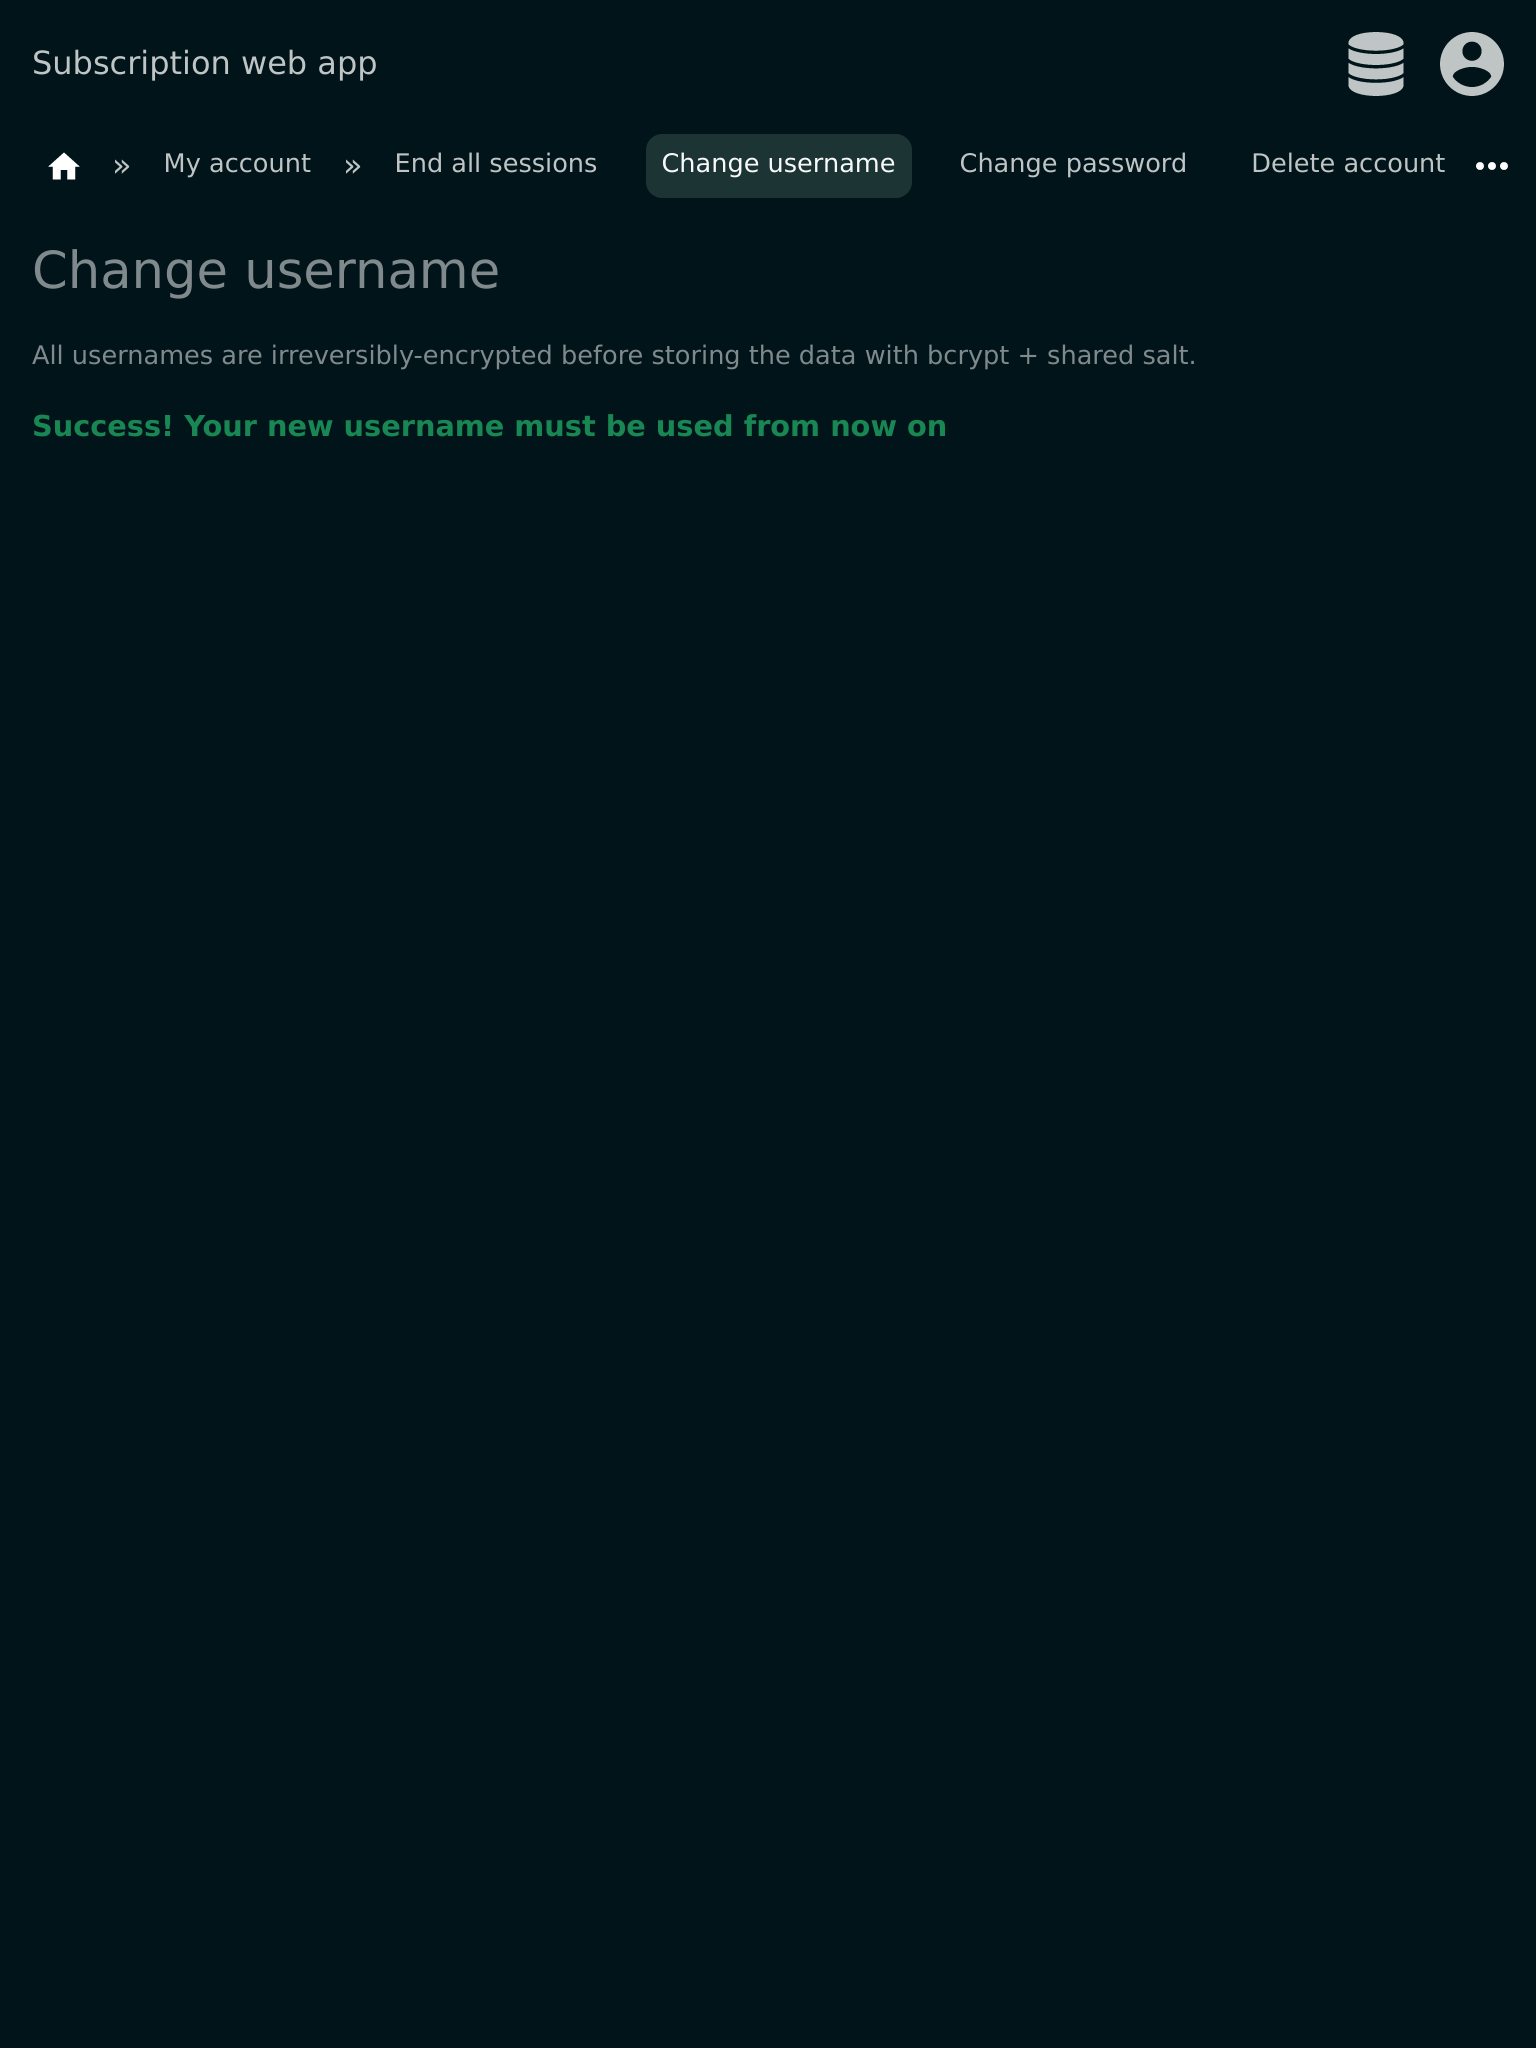 Subscription web app
» My account » End all sessions Change username Change password Delete account •••
Change username
All usernames are irreversibly-encrypted before storing the data with bcrypt + shared salt.
Success! Your new username must be used from now on